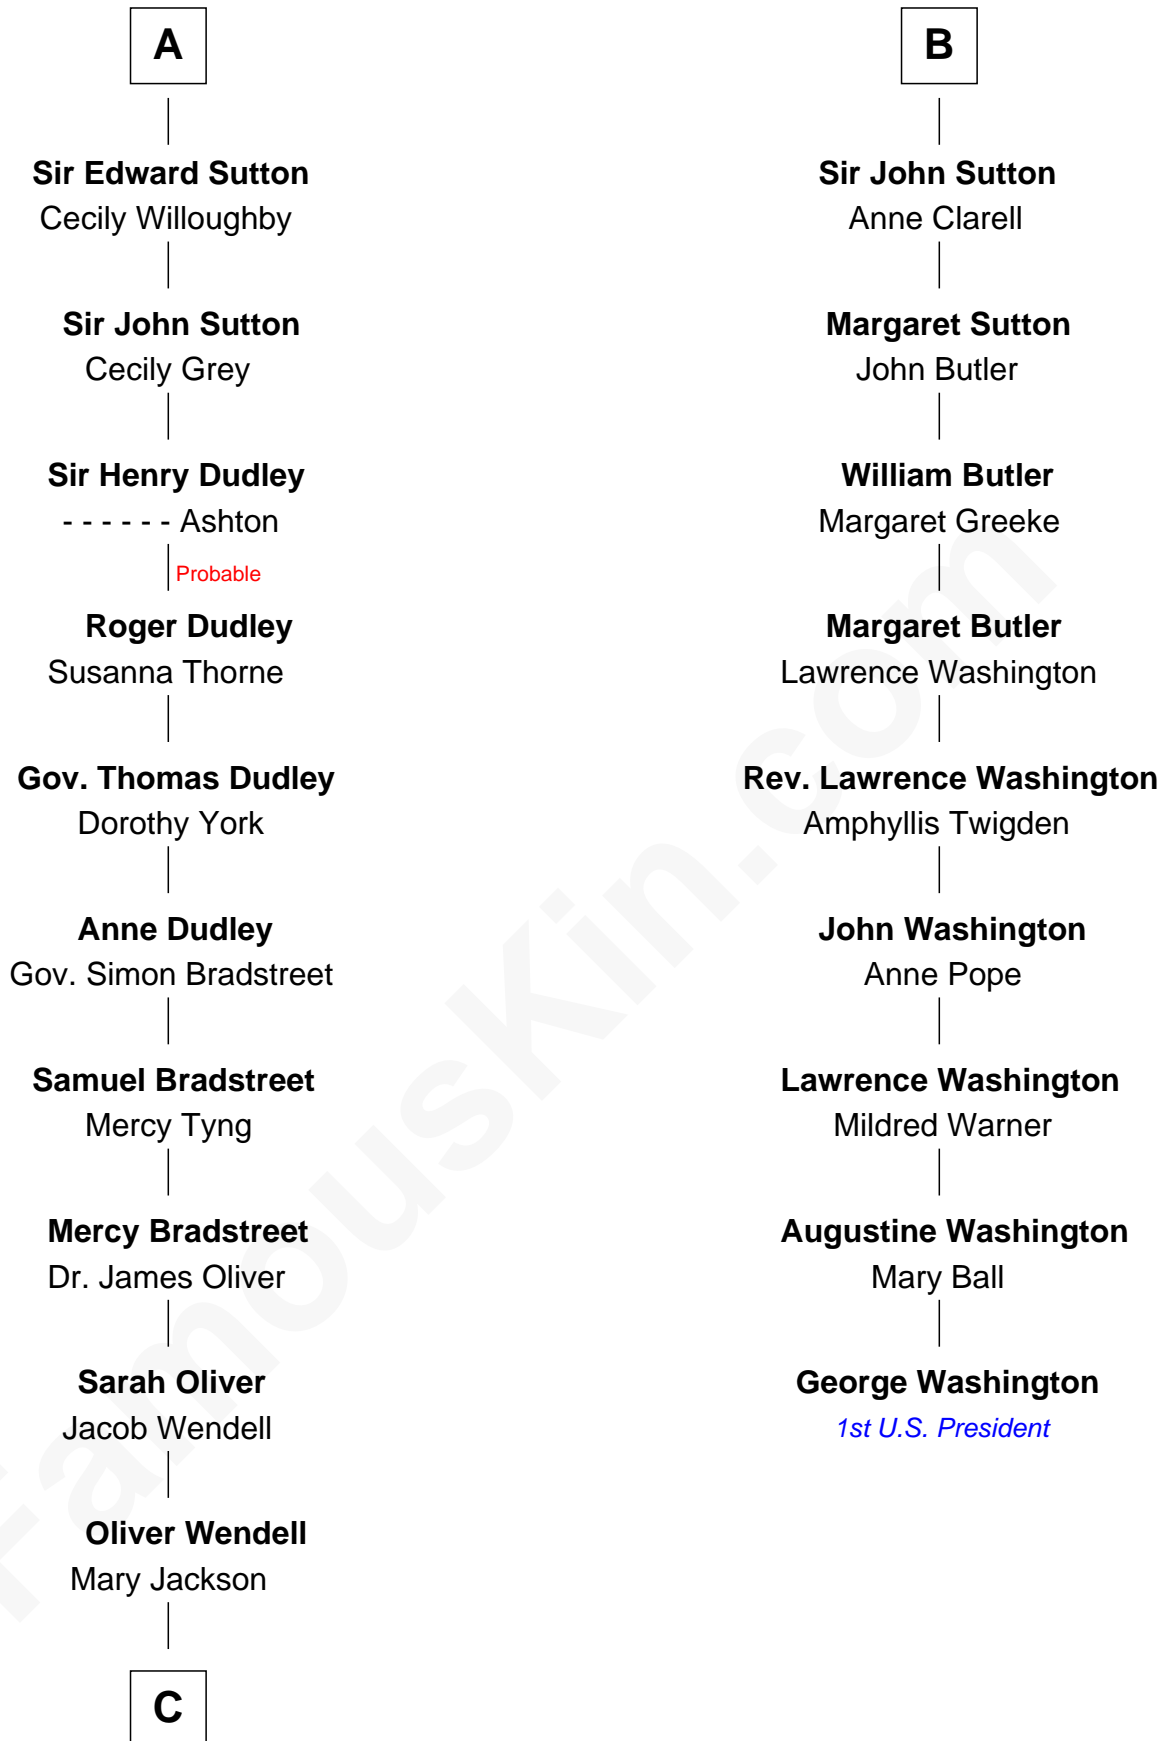 A
Sir Edward Sutton
Cecily Willoughby
Sir John Sutton
Cecily Grey
Sir Henry Dudley
- - - - - - Ashton
Probable
Roger Dudley
Susanna Thorne
Gov. Thomas Dudley
Dorothy York
Anne Dudley
Gov. Simon Bradstreet
Samuel Bradstreet
Mercy Tyng
Mercy Bradstreet
Dr. James Oliver
Sarah Oliver
Jacob Wendell
Oliver Wendell
Mary Jackson
C
B
Sir John Sutton
Anne Clarell
Margaret Sutton
John Butler
William Butler
Margaret Greeke
Margaret Butler
Lawrence Washington
Rev. Lawrence Washington
Amphyllis Twigden
John Washington
Anne Pope
Lawrence Washington
Mildred Warner
Augustine Washington
Mary Ball
George Washington
1st U.S. President
FamousKin.com